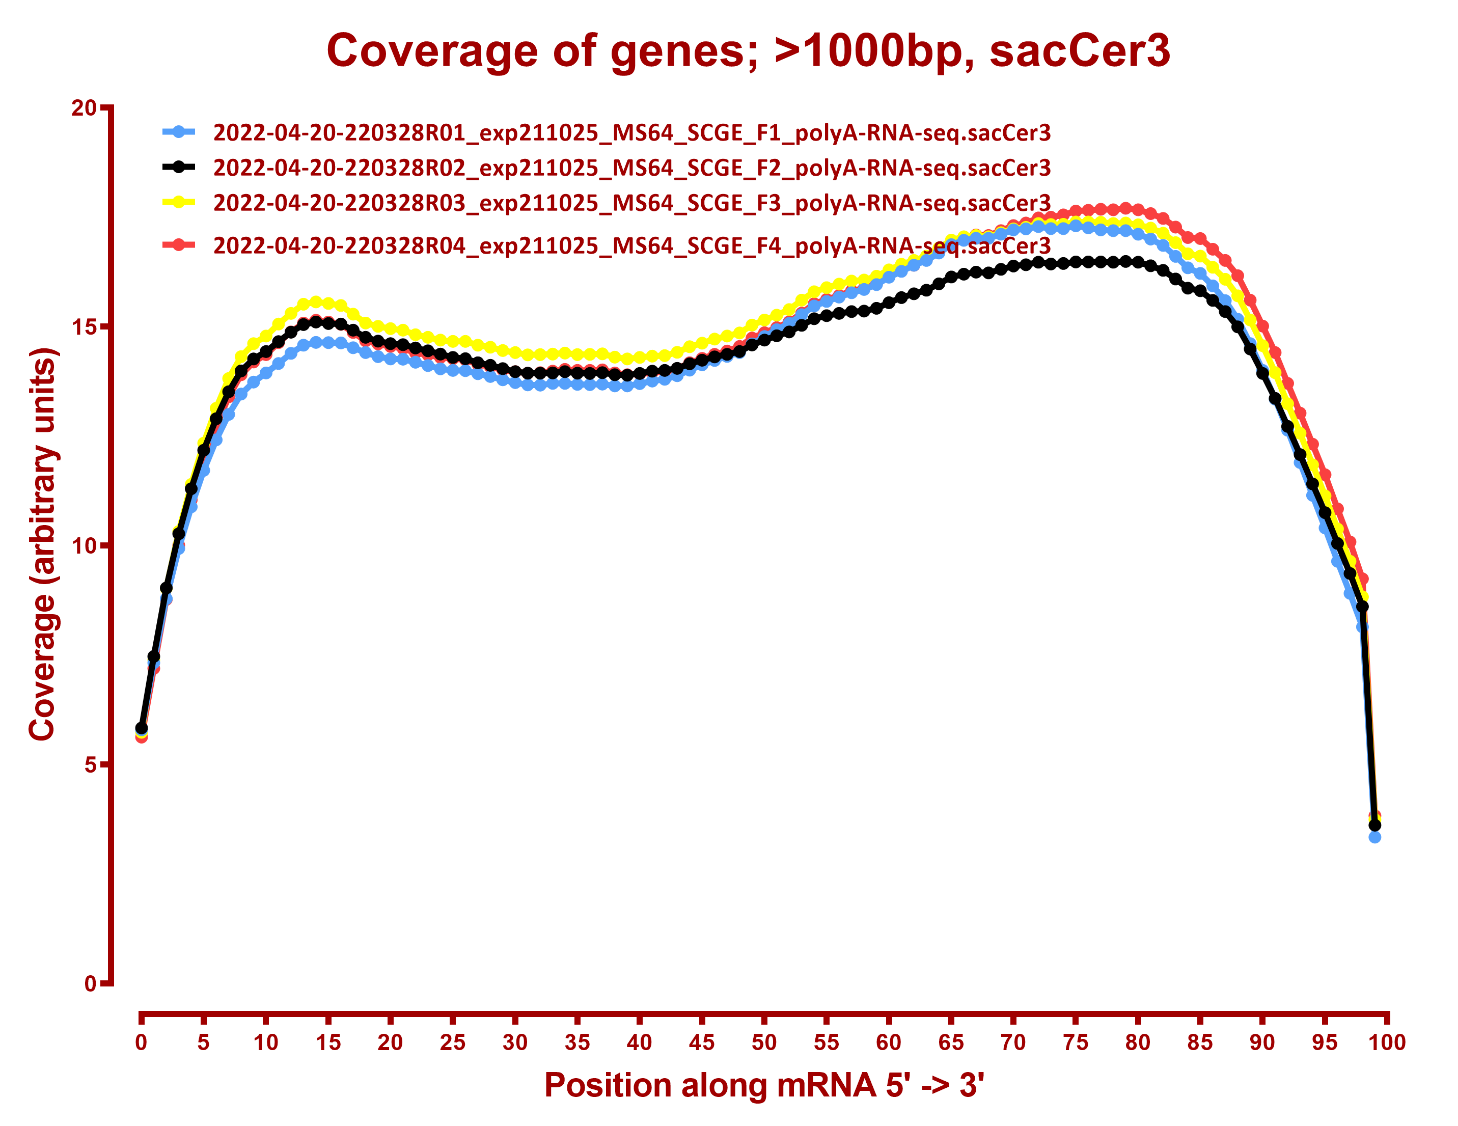 Coverage of genes; >1000bp, sacCer3
20
2022-04-20-220328R01_exp211025_MS64_SCGE_F1_polyA-RNA-seq.sacCer3
2022-04-20-220328R02_exp211025_MS64_SCGE_F2_polyA-RNA-seq.sacCer3
2022-04-20-220328R03_exp211025_MS64_SCGE_F3_polyA-RNA-seq.sacCer3
2022-04-20-220328R04_exp211025_MS64_SCGE_F4_polyA-RNA-seq.sacCer3
15
10
5
0
Coverage (arbitrary units)
0 5 10 15 20 25 30 35 40 45 50 55 60 65 70 75 80 85 90 95 100
Position along mRNA 5' -> 3'